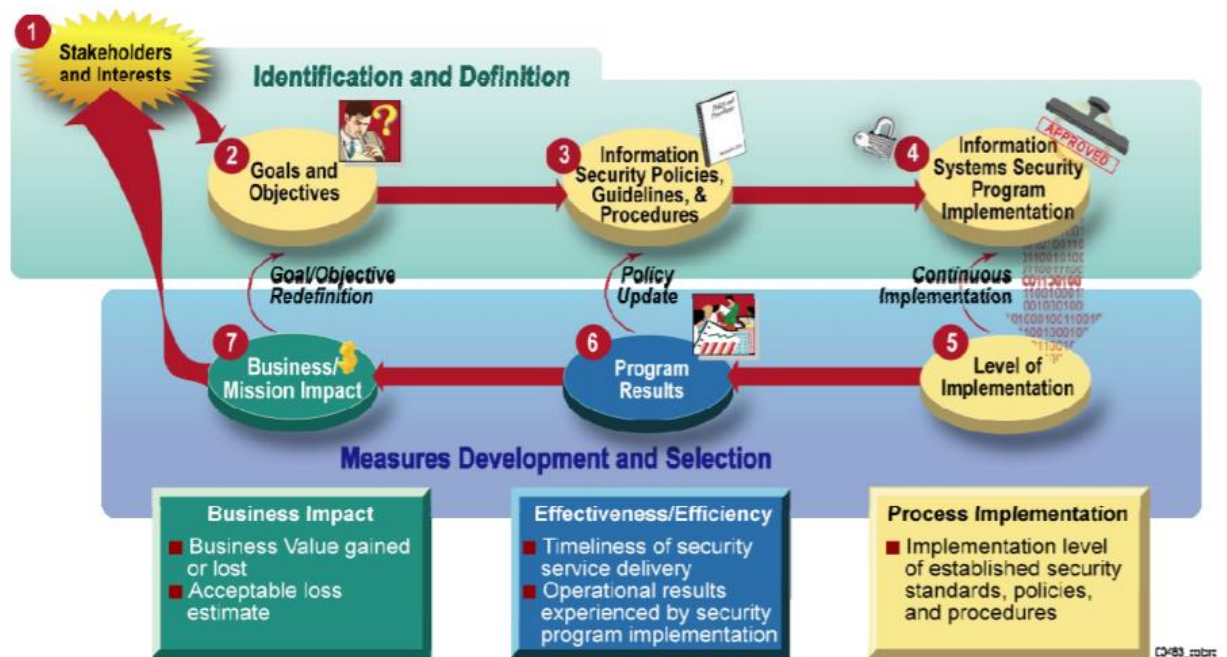 1
Stakeholders
and Interests
Identification and Definition
2
Goals and
Objectives
3
Information
Security Policies,
Guidelines, &
Procedures
4
Information
Systems Security
Program
Implementation
APPROVED
Goal/Objective
Redefinition
Policy
Update
Continuous
Implementation
7
Business/
Mission Impact
6
Program
Results
5
Level of
Implementation
Measures Development and Selection
Business Impact
■ Business Value gained
or lost
■ Acceptable loss
estimate
Effectiveness/Efficiency
■ Timeliness of security
service delivery
■ Operational results
experienced by security
program implementation
Process Implementation
■ Implementation level
of established security
standards, policies,
and procedures